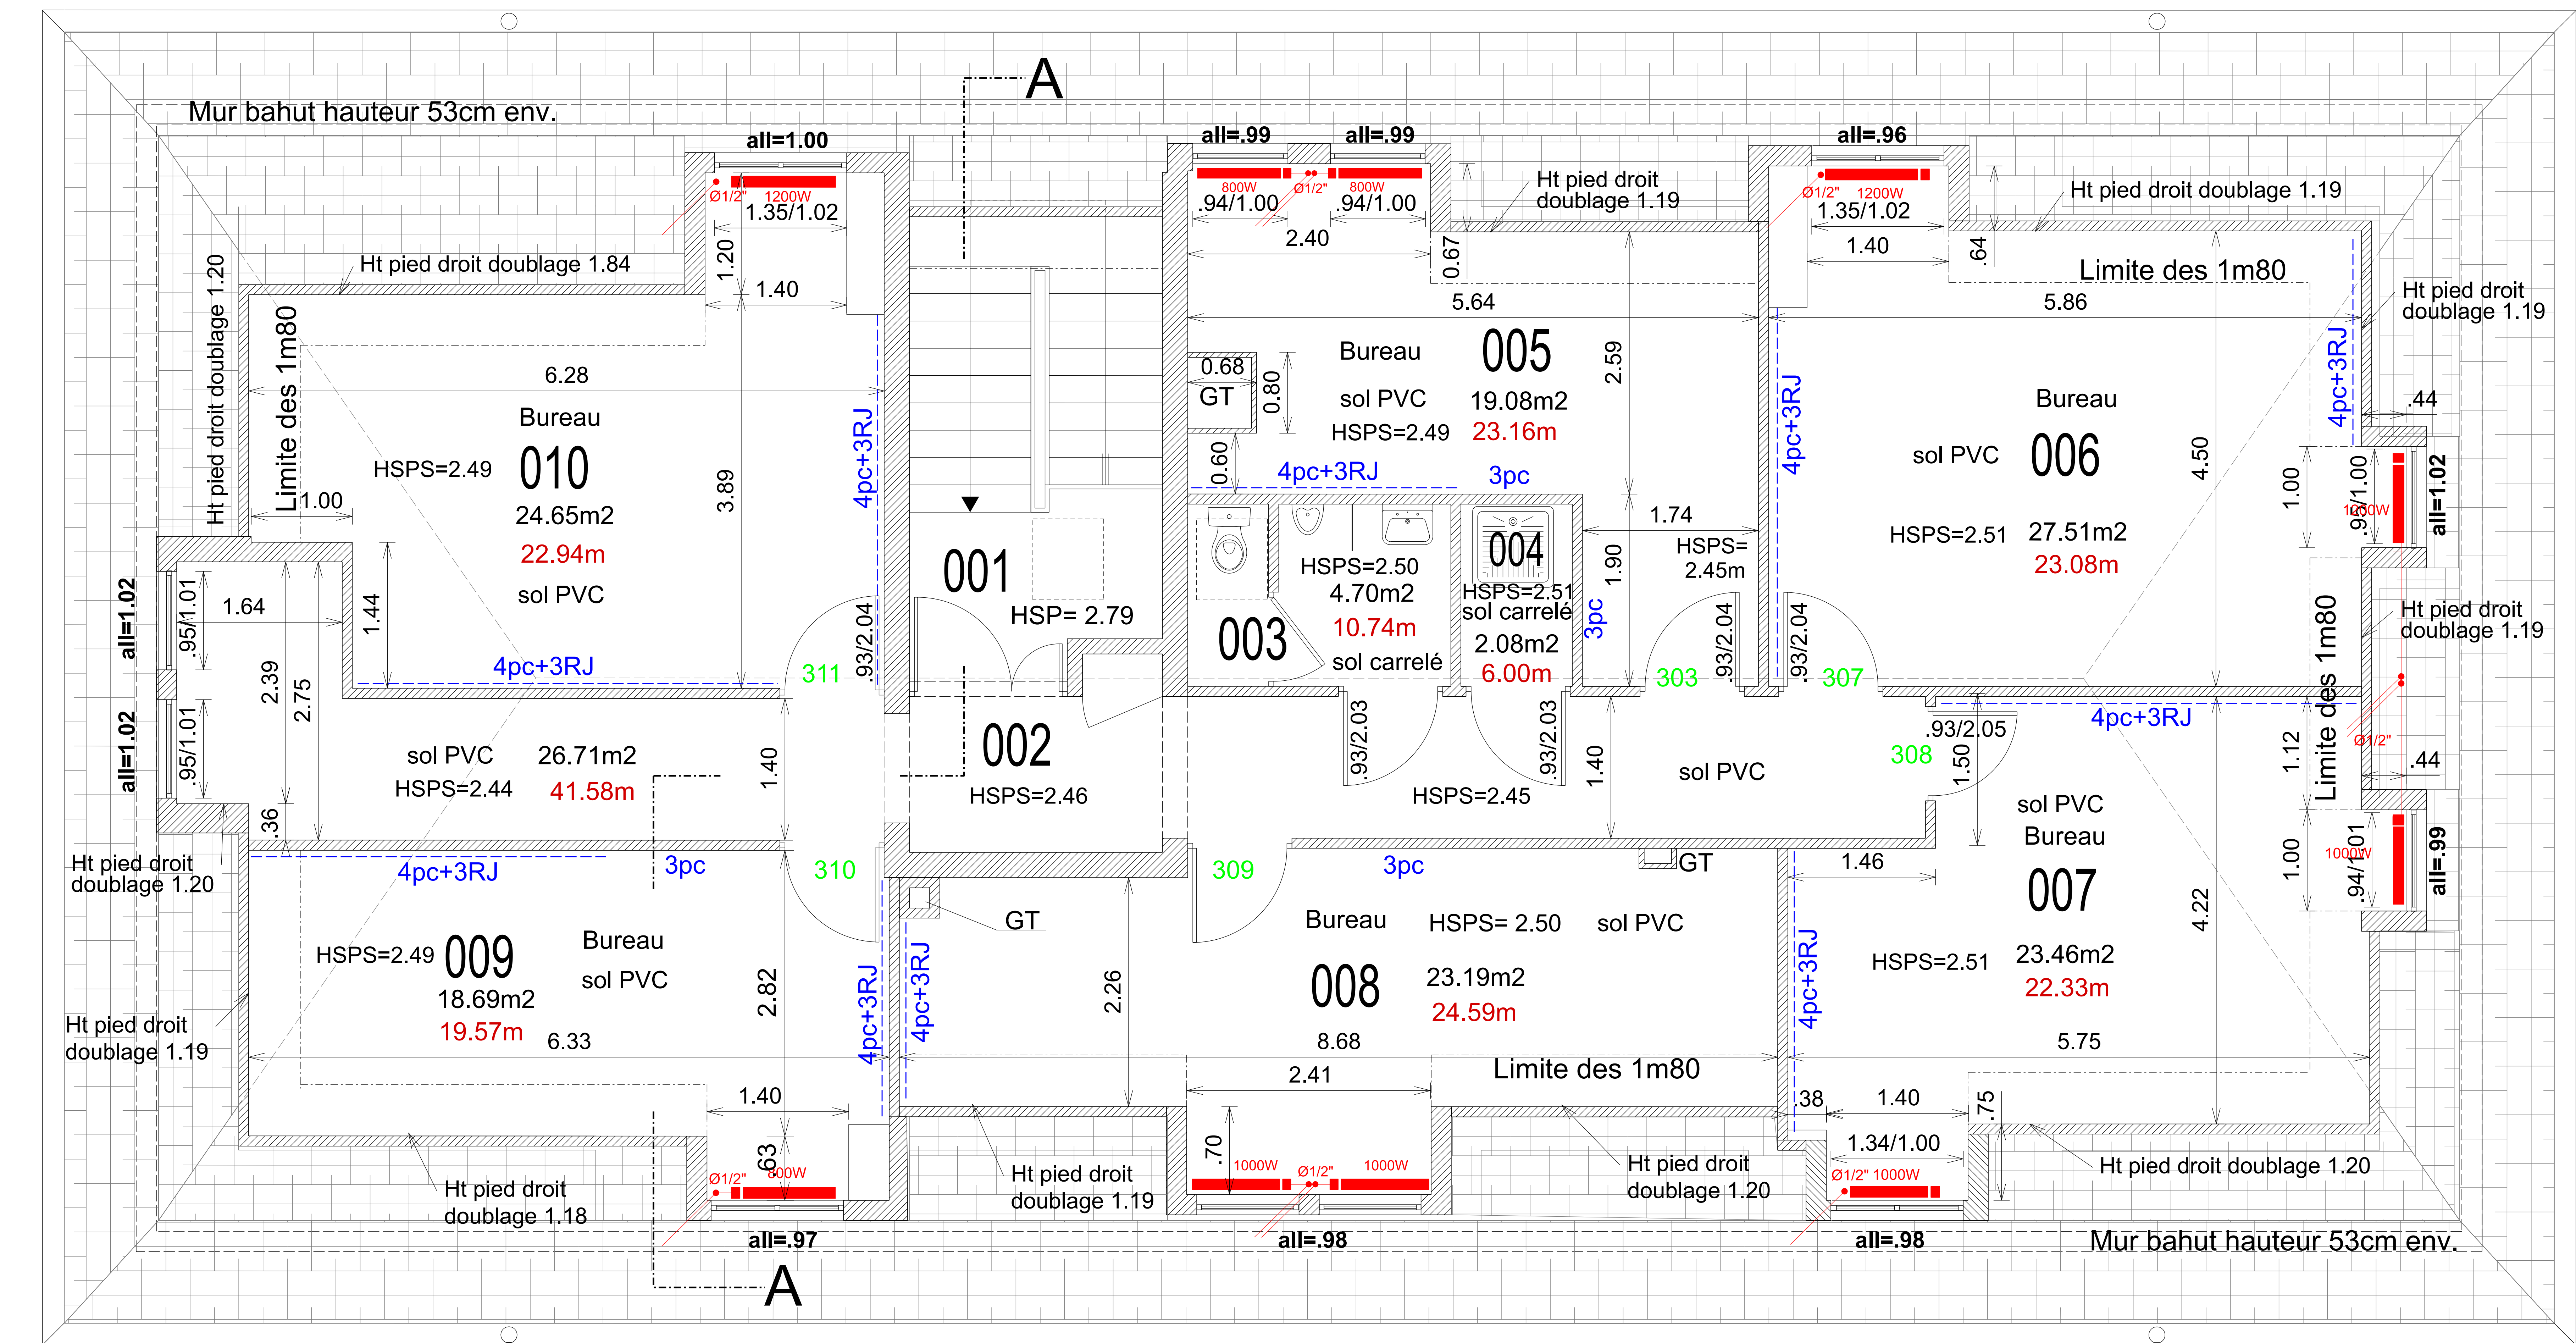 A
Mur bahut hauteur 53cm env.
all=1.00
all=.99
all=.99
all=.96
Ø1/2"
1200W
1.35/1.02
1.20
1.40
800W
Ø1/2"
800W
.94/1.00
.94/1.00
2.40
0.67
Ht pied droit
doublage 1.19
Ø1/2"
1200W
1.35/1.02
1.40
.64
Ht pied droit doublage 1.19
Limite des 1m80
Ht pied droit doublage 1.84
Ht pied droit doublage 1.20
Limite des 1m80
6.28
Bureau
HSPS=2.49
010
24.65m2
22.94m
sol PVC
1.00
3.89
4pc+3RJ
1.44
4pc+3RJ
311
.93/2.04
001
HSP= 2.79
5.64
Bureau
005
sol PVC
19.08m2
HSPS=2.49
23.16m
0.68
GT
0.80
0.60
2.59
4pc+3RJ
3pc
1.74
HSPS=
2.45m
1.90
3pc
003
HSPS=2.50
4.70m2
10.74m
sol carrelé
004
HSPS=2.51
sol carrelé
2.08m2
6.00m
303
.93/2.04
.93/2.04
307
5.86
4pc+3RJ
Bureau
sol PVC
006
HSPS=2.51
27.51m2
23.08m
4.50
4pc+3RJ
Ht pied droit
doublage 1.19
.44
1.00
.95/1.00
all=1.02
Ht pied droit
doublage 1.19
Limite des 1m80
all=1.02
.95/1.01
1.64
2.39
2.75
all=1.02
.95/1.01
.36
sol PVC
26.71m2
HSPS=2.44
41.58m
1.40
002
HSPS=2.46
.93/2.03
.93/2.03
HSPS=2.45
1.40
sol PVC
308
.93/2.05
1.50
4pc+3RJ
1.12
Ø1/2"
.44
Ht pied droit
doublage 1.20
4pc+3RJ
3pc
310
309
3pc
GT
GT
HSPS=2.49
009
Bureau
sol PVC
18.69m2
19.57m
6.33
2.82
4pc+3RJ
4pc+3RJ
Ht pied droit
doublage 1.19
1.40
.63
Ø1/2"
800W
Ht pied droit
doublage 1.18
all=.97
2.26
Bureau
HSPS= 2.50
sol PVC
008
23.19m2
24.59m
8.68
2.41
Limite des 1m80
.70
1000W
Ø1/2"
1000W
Ht pied droit
doublage 1.19
Ht pied droit
doublage 1.20
all=.98
1.46
sol PVC
Bureau
007
HSPS=2.51
23.46m2
22.33m
4.22
4pc+3RJ
5.75
1.00
1000W
.94/1.01
all=.99
.38
1.40
.75
1.34/1.00
Ø1/2"
1000W
Ht pied droit doublage 1.20
all=.98
Mur bahut hauteur 53cm env.
A